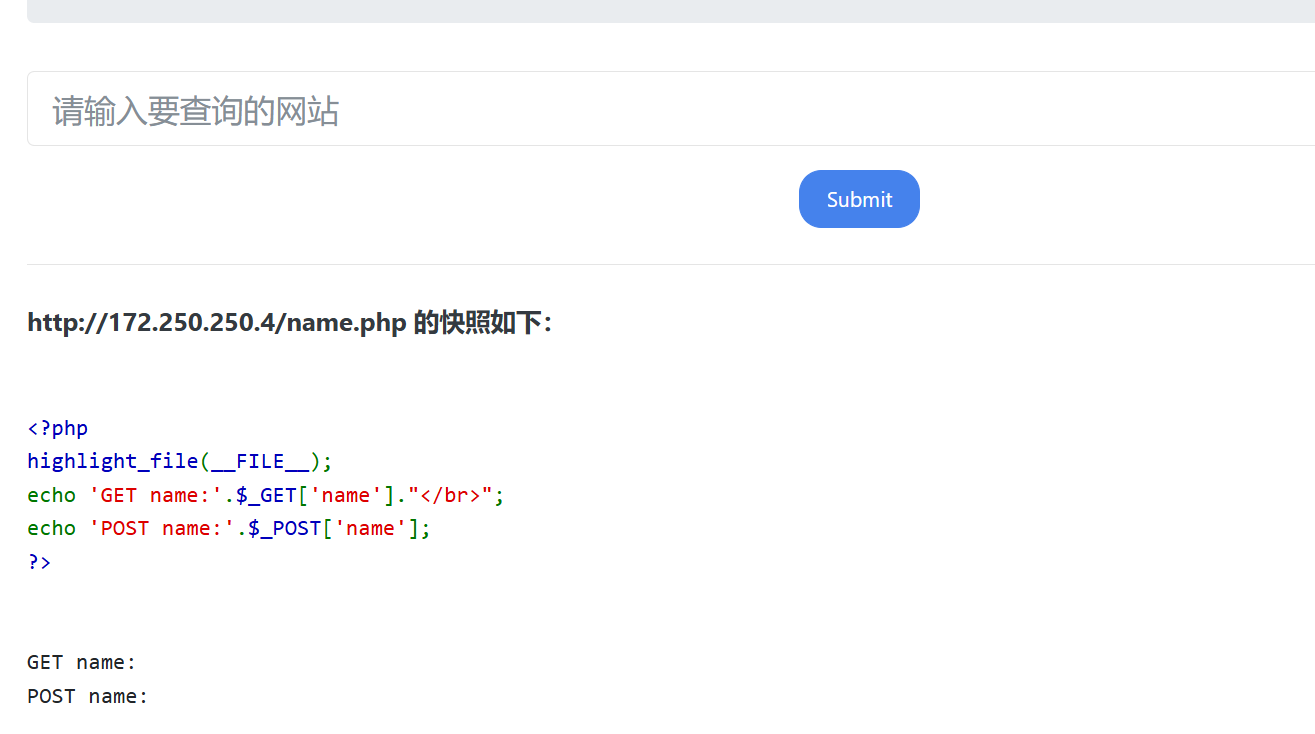 请输入要查询的网站
Submit
http://172.250.250.4/name.php 的快照如下：
<?php
highlight_file(__FILE__);
echo 'GET name:'.$_GET['name']."</br>";
echo 'POST name:'.$_POST['name'];
?>
GET name:
POST name: